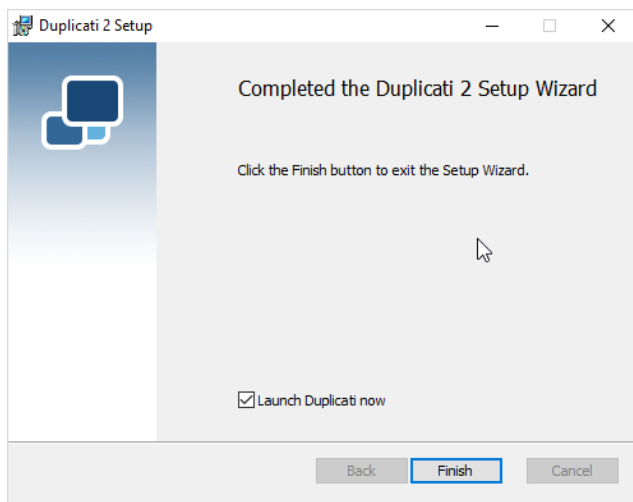 Duplicati 2 Setup
Completed the Duplicati 2 Setup Wizard
Click the Finish button to exit the Setup Wizard.
Launch Duplicati now
Back Finish Cancel